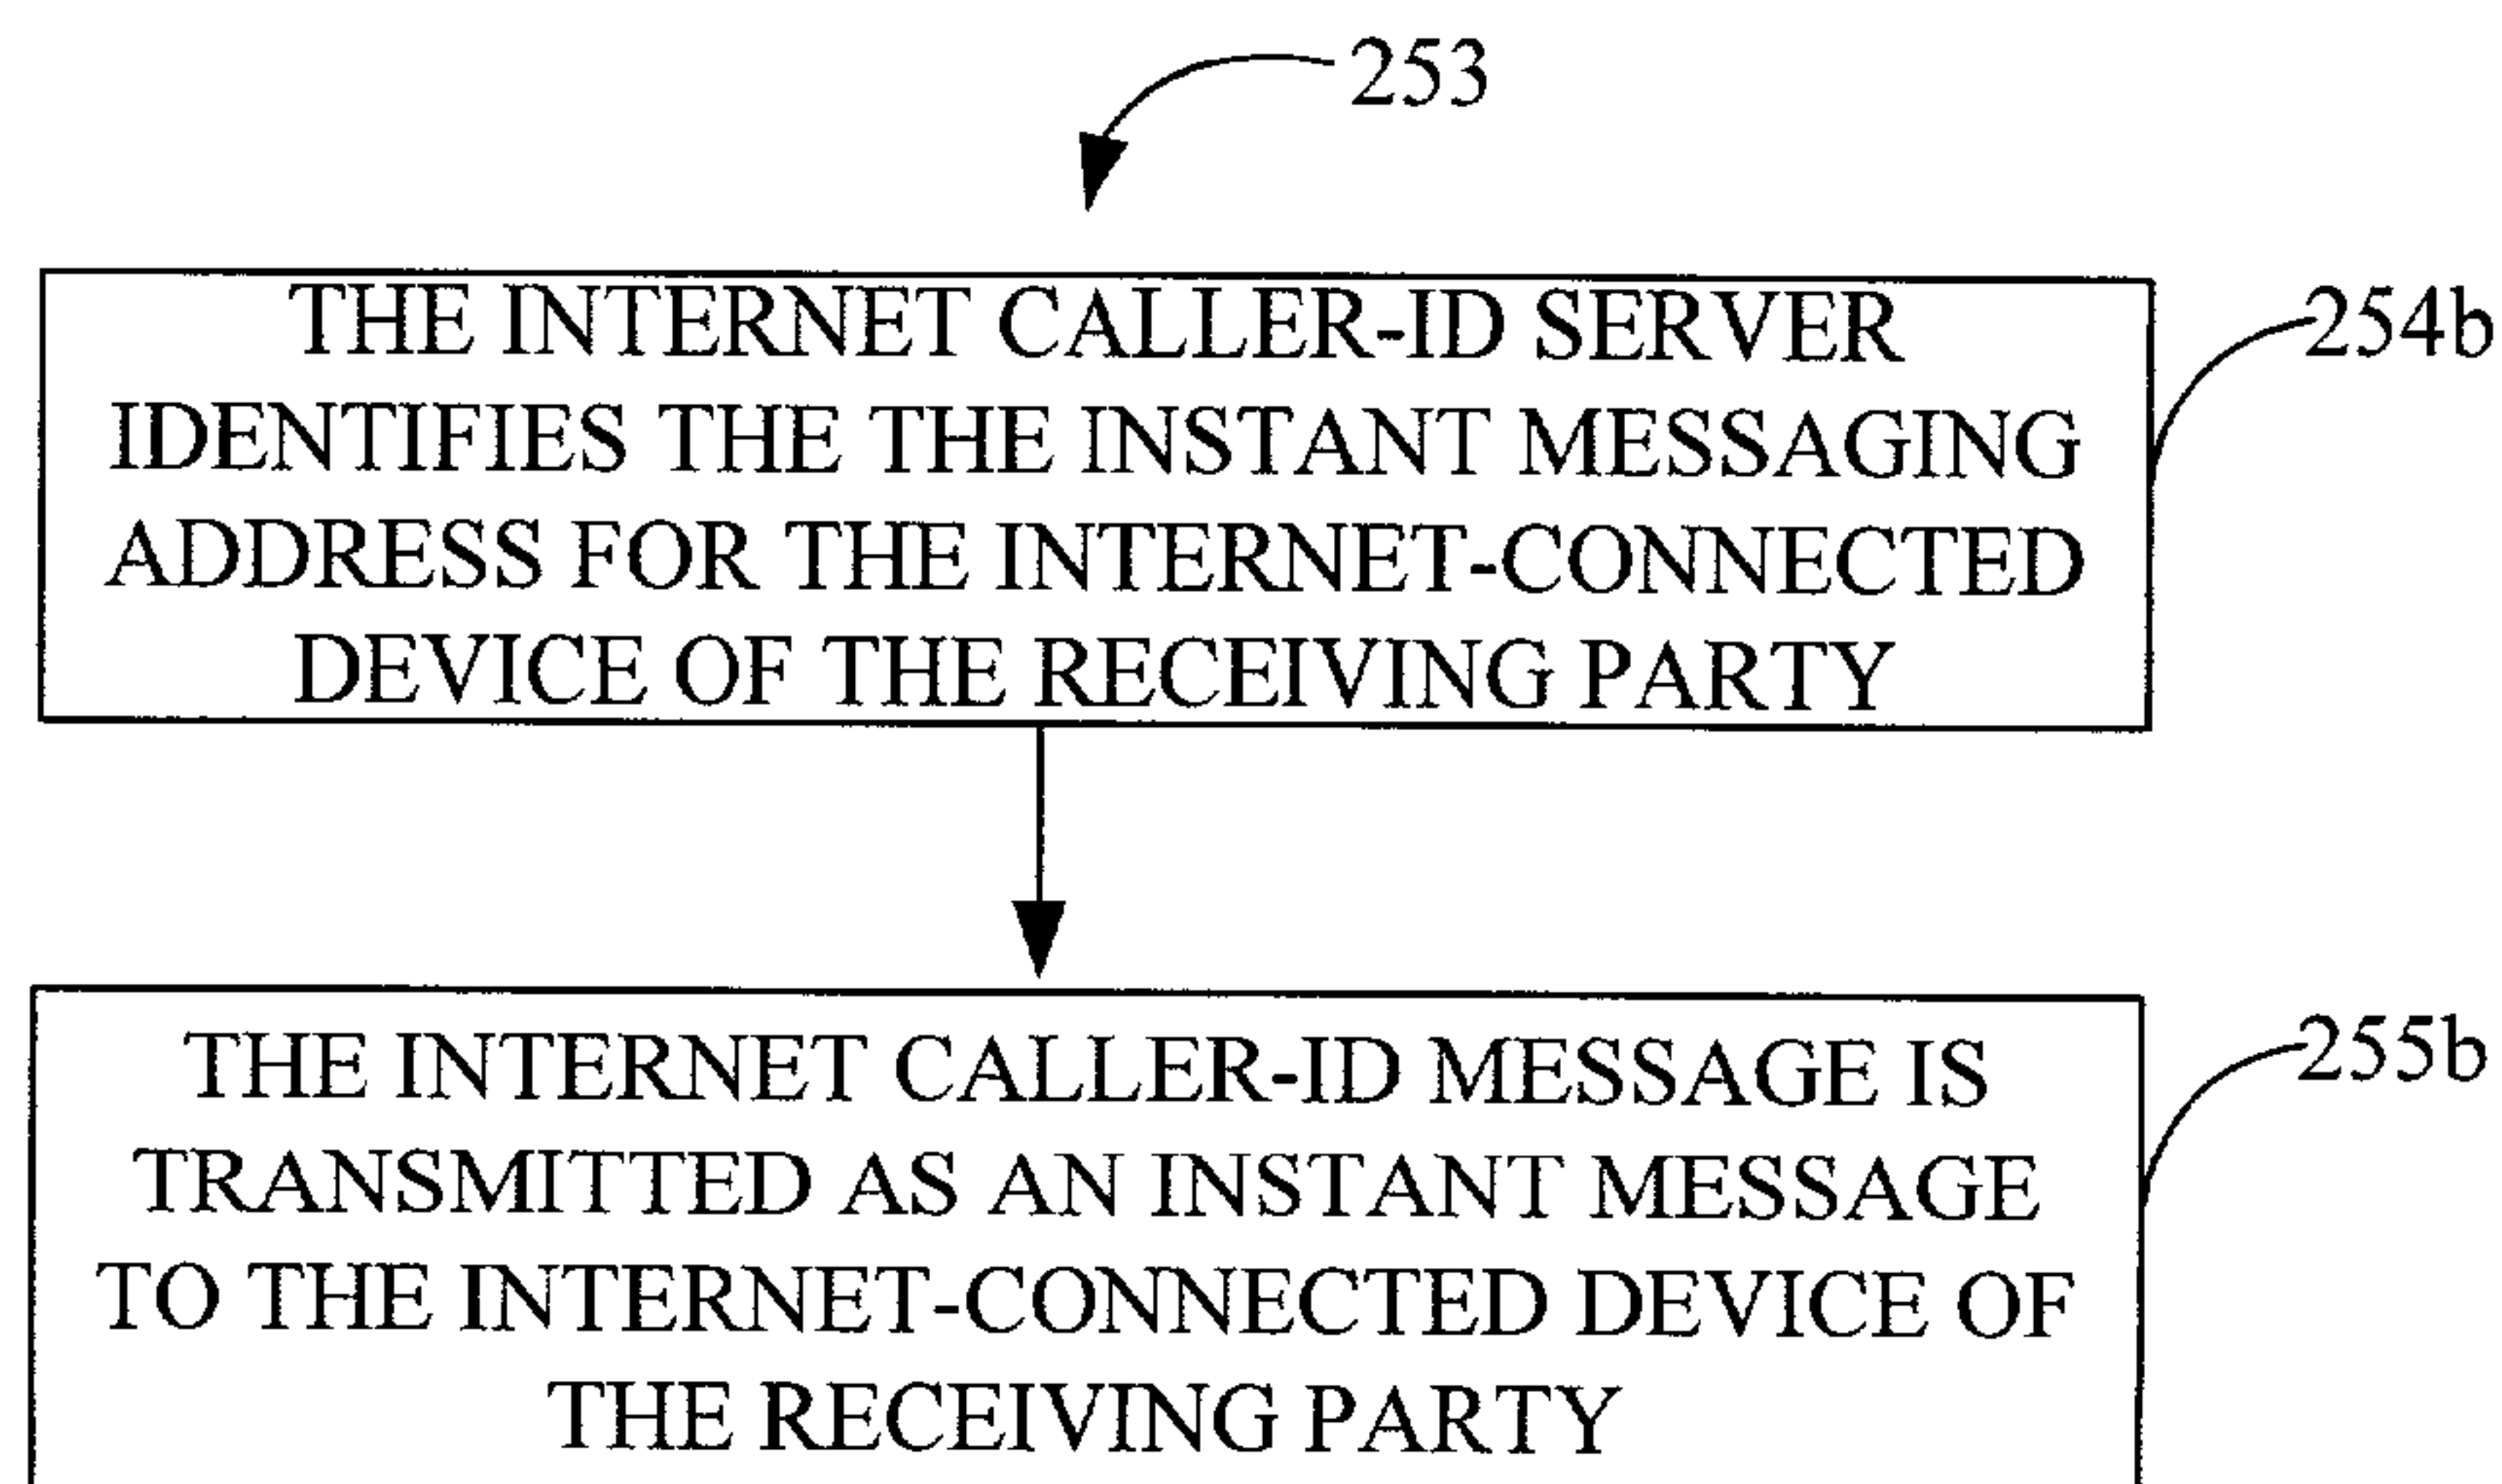 253
THE INTERNET CALLER-ID SERVER
IDENTIFIES THE THE INSTANT MESSAGING
ADDRESS FOR THE INTERNET-CONNECTED
DEVICE OF THE RECEIVING PARTY
254b
THE INTERNET CALLER-ID MESSAGE IS
TRANSMITTED AS AN INSTANT MESSAGE
TO THE INTERNET-CONNECTED DEVICE OF
THE RECEIVING PARTY
255b